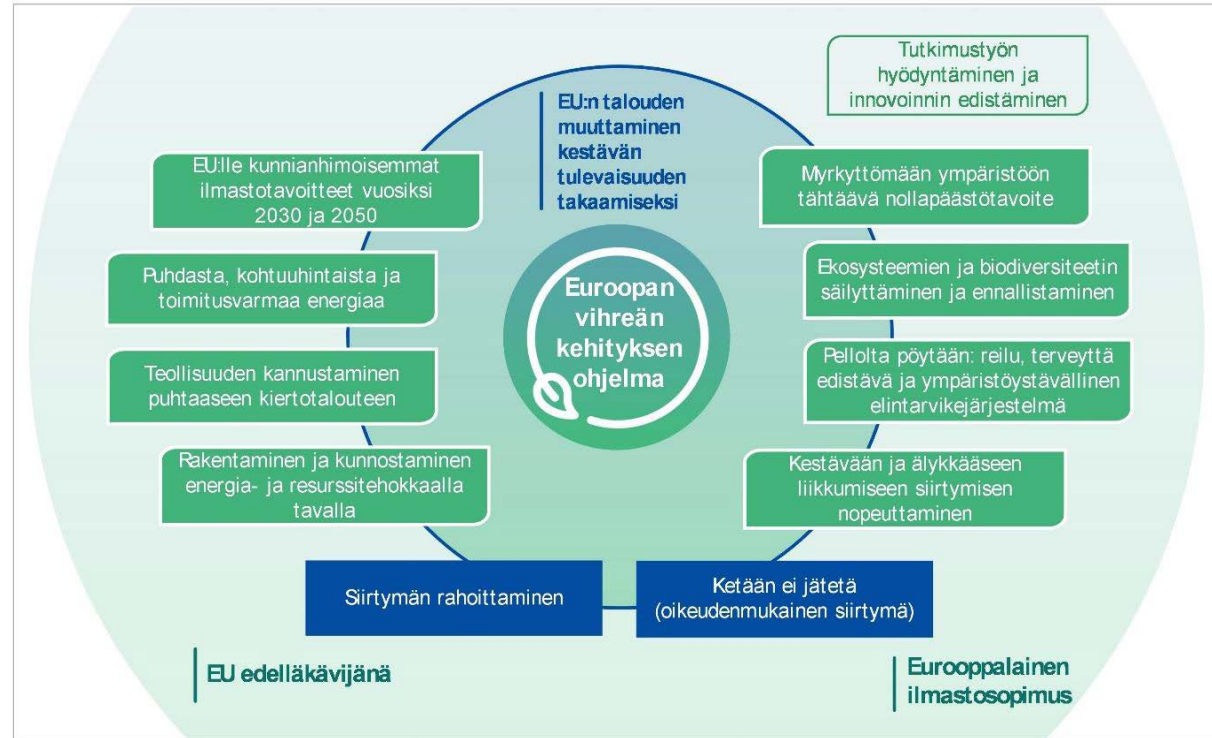 Tutkimustyön
hyödyntäminen ja
innovoinnin edistäminen
EU:n talouden
muuttaminen
kestävän
tulevaisuuden
takaamiseksi
EU:lle kunnianhimoisemmat
ilmastotavoitteet vuosiksi
2030 ja 2050
Puhdasta, kohtuuhintaista ja
toimitusvarmaa energiaa
Teollisuuden kannustaminen
puhtaaseen kiertotalouteen
Rakentaminen ja kunnostaminen
energia- ja resurssitehokkaalla
tavalla
Euroopan
vihreän
kehityksen
ohjelma
Myrkyttömään ympäristöön
tähtäävä nollapäästötavoite
Ekosysteemien ja biodiversiteetin
säilyttäminen ja ennallistaminen
Pellolta pöytään: reilu, terveyttä
edistävä ja ympäristöystävällinen
elintarvikejärjestelmä
Kestävään ja älykkääseen
liikkumiseen siirtymisen
nopeuttaminen
Siirtymän rahoittaminen
Ketään ei jätetä
(oikeudenmukainen siirtymä)
EU edelläkävijänä
Eurooppalainen
ilmastosopimus